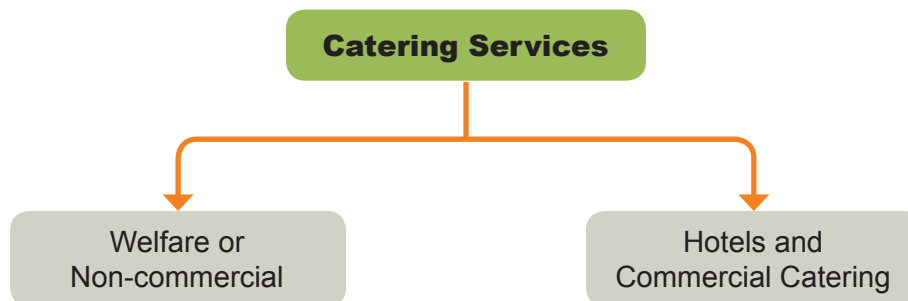 Catering Services
Welfare or
Non-commercial
Hotels and
Commercial Catering